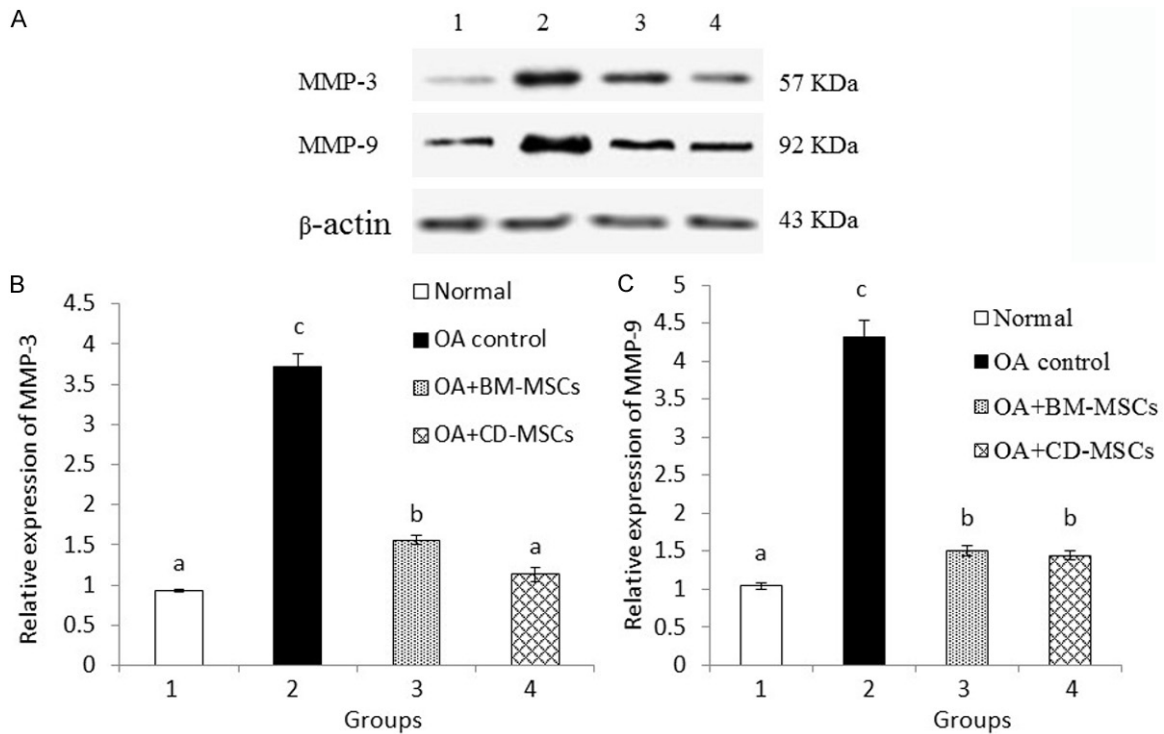 A
1 2 3 4
MMP-3 57 KDa
MMP-9 92 KDa
β-actin 43 KDa
B
Relative expression of MMP-3
4.5
4
3.5
3
2.5
2
1.5
1
0.5
0
a
c
b
a
Normal
OA control
OA+BM-MSCs
OA+CD-MSCs
1 2 3 4
Groups
C
Relative expression of MMP-9
5
4.5
4
3.5
3
2.5
2
1.5
1
0.5
0
a
c
b
b
Normal
OA control
OA+BM-MSCs
OA+CD-MSCs
1 2 3 4
Groups